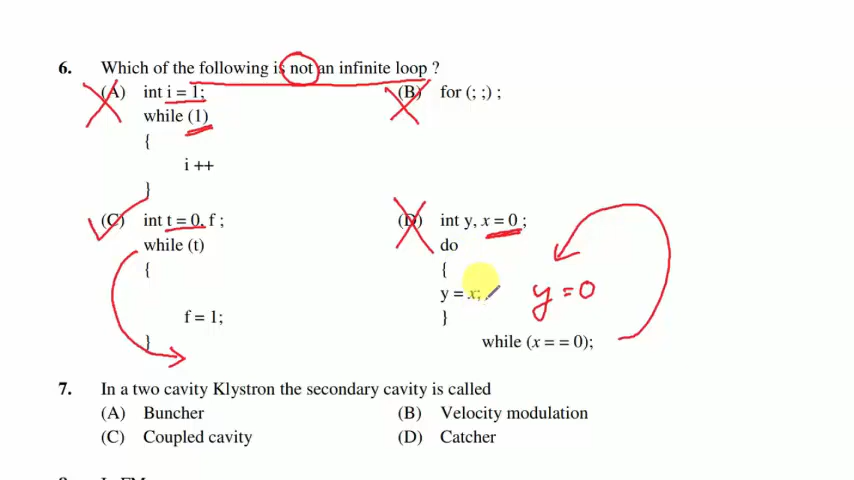 6. Which of the following is not an infinite loop ?
(A) int i = 1;
while (1)
{
i ++
}
(B) for (; ;) ;
(C) int t = 0, f ;
while (t)
{
f = 1;
}
(D) int y, x = 0 ;
do
{
y = x;
}
while (x = = 0);
y = 0
7. In a two cavity Klystron the secondary cavity is called
(A) Buncher
(B) Velocity modulation
(C) Coupled cavity
(D) Catcher